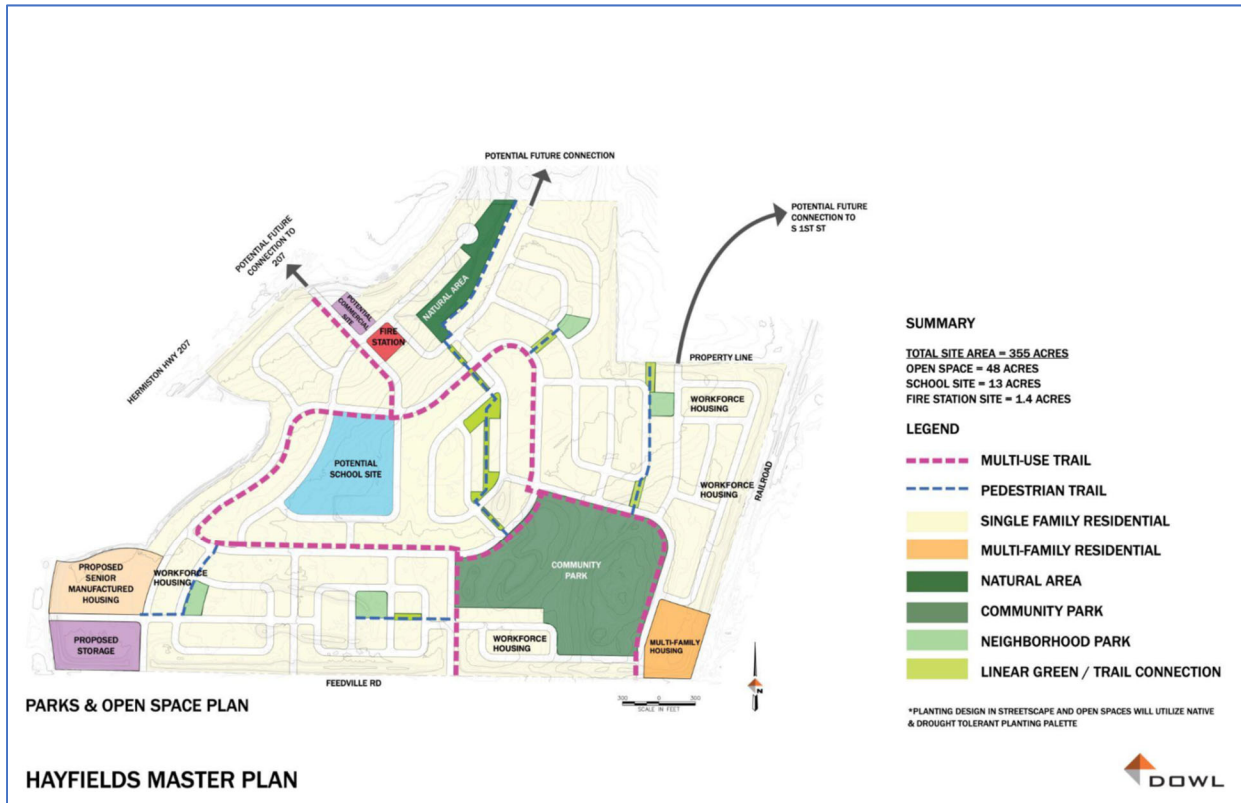 POTENTIAL FUTURE CONNECTION
POTENTIAL FUTURE
CONNECTION TO
S 1ST ST
POTENTIAL FUTURE
CONNECTION TO
207
POTENTIAL
COMMERCIAL
SITE
FIRE
STATION
NATURAL AREA
HERMISTON HWY 207
PROPERTY LINE
WORKFORCE
HOUSING
POTENTIAL
SCHOOL SITE
WORKFORCE
HOUSING
RAILROAD
COMMUNITY
PARK
PROPOSED
SENIOR
MANUFACTURED
HOUSING
WORKFORCE
HOUSING
PROPOSED
STORAGE
WORKFORCE
HOUSING
MULTI-FAMILY
HOUSING
FEEDVILLE RD
300 0 300
SCALE IN FEET
N
SUMMARY
TOTAL SITE AREA = 355 ACRES
OPEN SPACE = 48 ACRES
SCHOOL SITE = 13 ACRES
FIRE STATION SITE = 1.4 ACRES
LEGEND
MULTI-USE TRAIL
PEDESTRIAN TRAIL
SINGLE FAMILY RESIDENTIAL
MULTI-FAMILY RESIDENTIAL
NATURAL AREA
COMMUNITY PARK
NEIGHBORHOOD PARK
LINEAR GREEN / TRAIL CONNECTION
*PLANTING DESIGN IN STREETSCAPE AND OPEN SPACES WILL UTILIZE NATIVE
& DROUGHT TOLERANT PLANTING PALETTE
PARKS & OPEN SPACE PLAN
HAYFIELDS MASTER PLAN
DOWL